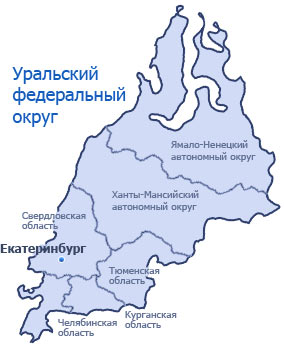 Уральский
федеральный
округ
Ямало-Ненецкий
автономный округ
Ханты-Мансийский
автономный округ
Свердловская
область
Екатеринбург
Тюменская
область
Курганская
область
Челябинская
область